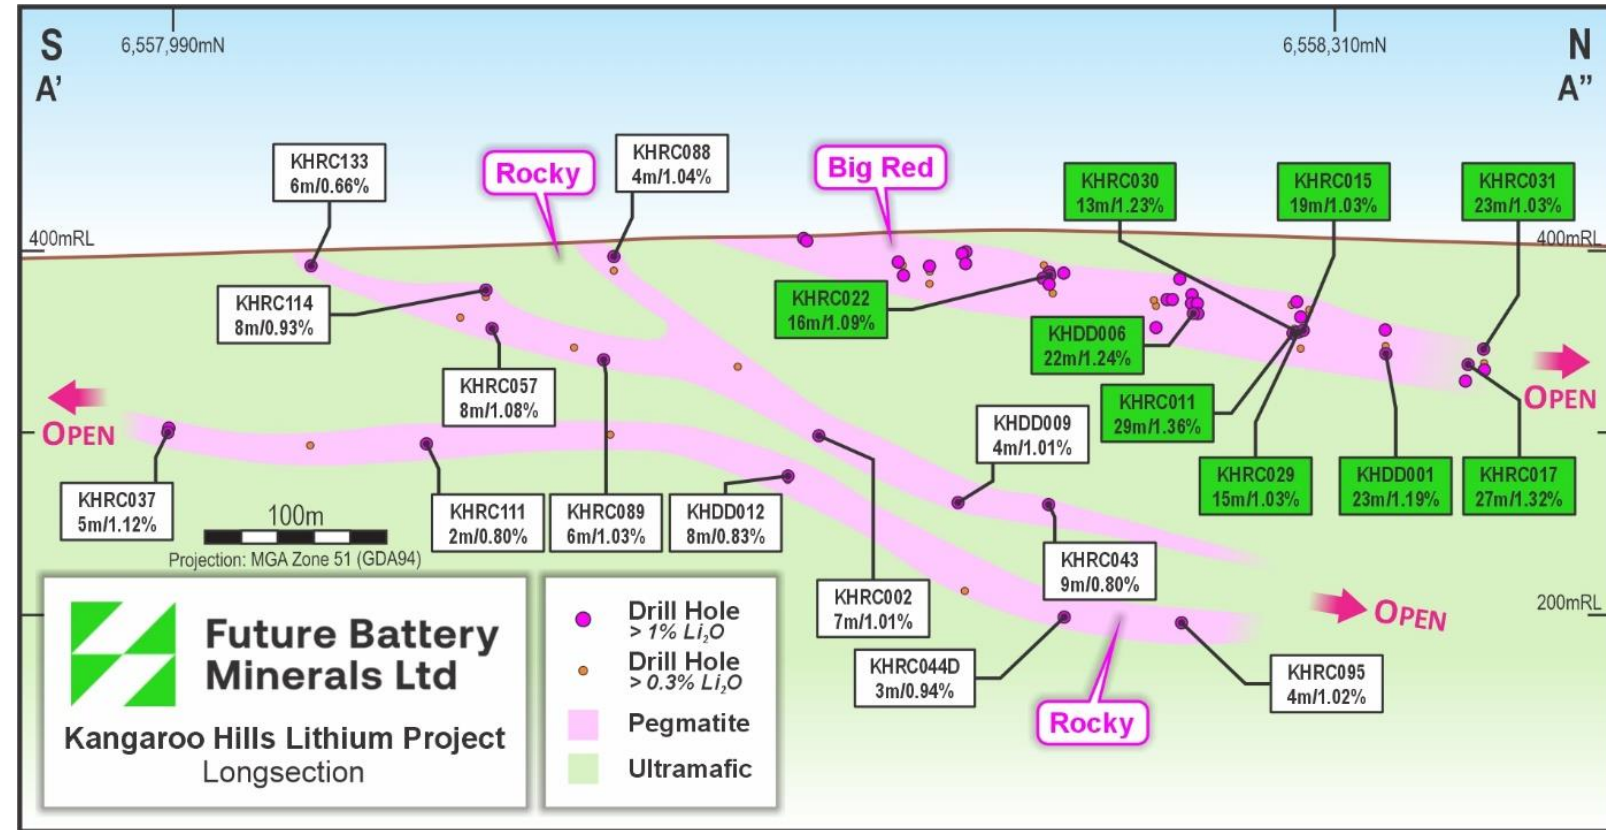 S
A'
6,557,990mN
6,558,310mN
N
A”
KHRC133
6m/0.66%
Rocky
KHRC088
4m/1.04%
Big Red
KHRC030
13m/1.23%
KHRC015
19m/1.03%
KHRC031
23m/1.03%
400mRL
400mRL
KHRC114
8m/0.93%
KHRC022
16m/1.09%
KHDD006
22m/1.24%
KHRC057
8m/1.08%
KHRC011
29m/1.36%
OPEN
OPEN
KHDD009
4m/1.01%
KHRC037
5m/1.12%
100m
Projection: MGA Zone 51 (GDA94)
KHRC111
2m/0.80%
KHRC089
6m/1.03%
KHDD012
8m/0.83%
KHRC029
15m/1.03%
KHDD001
23m/1.19%
KHRC017
27m/1.32%
KHRC043
9m/0.80%
KHRC002
7m/1.01%
200mRL
OPEN
KHRC044D
3m/0.94%
KHRC095
4m/1.02%
Rocky
Future Battery
Minerals Ltd
Kangaroo Hills Lithium Project
Longsection
Drill Hole
> 1% Li₂O
Drill Hole
> 0.3% Li₂O
Pegmatite
Ultramafic